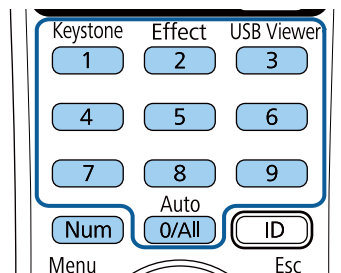 Keystone Effect USB Viewer
1 2 3
4 5 6
7 8 9
Auto
Num 0/All ID
Menu Esc